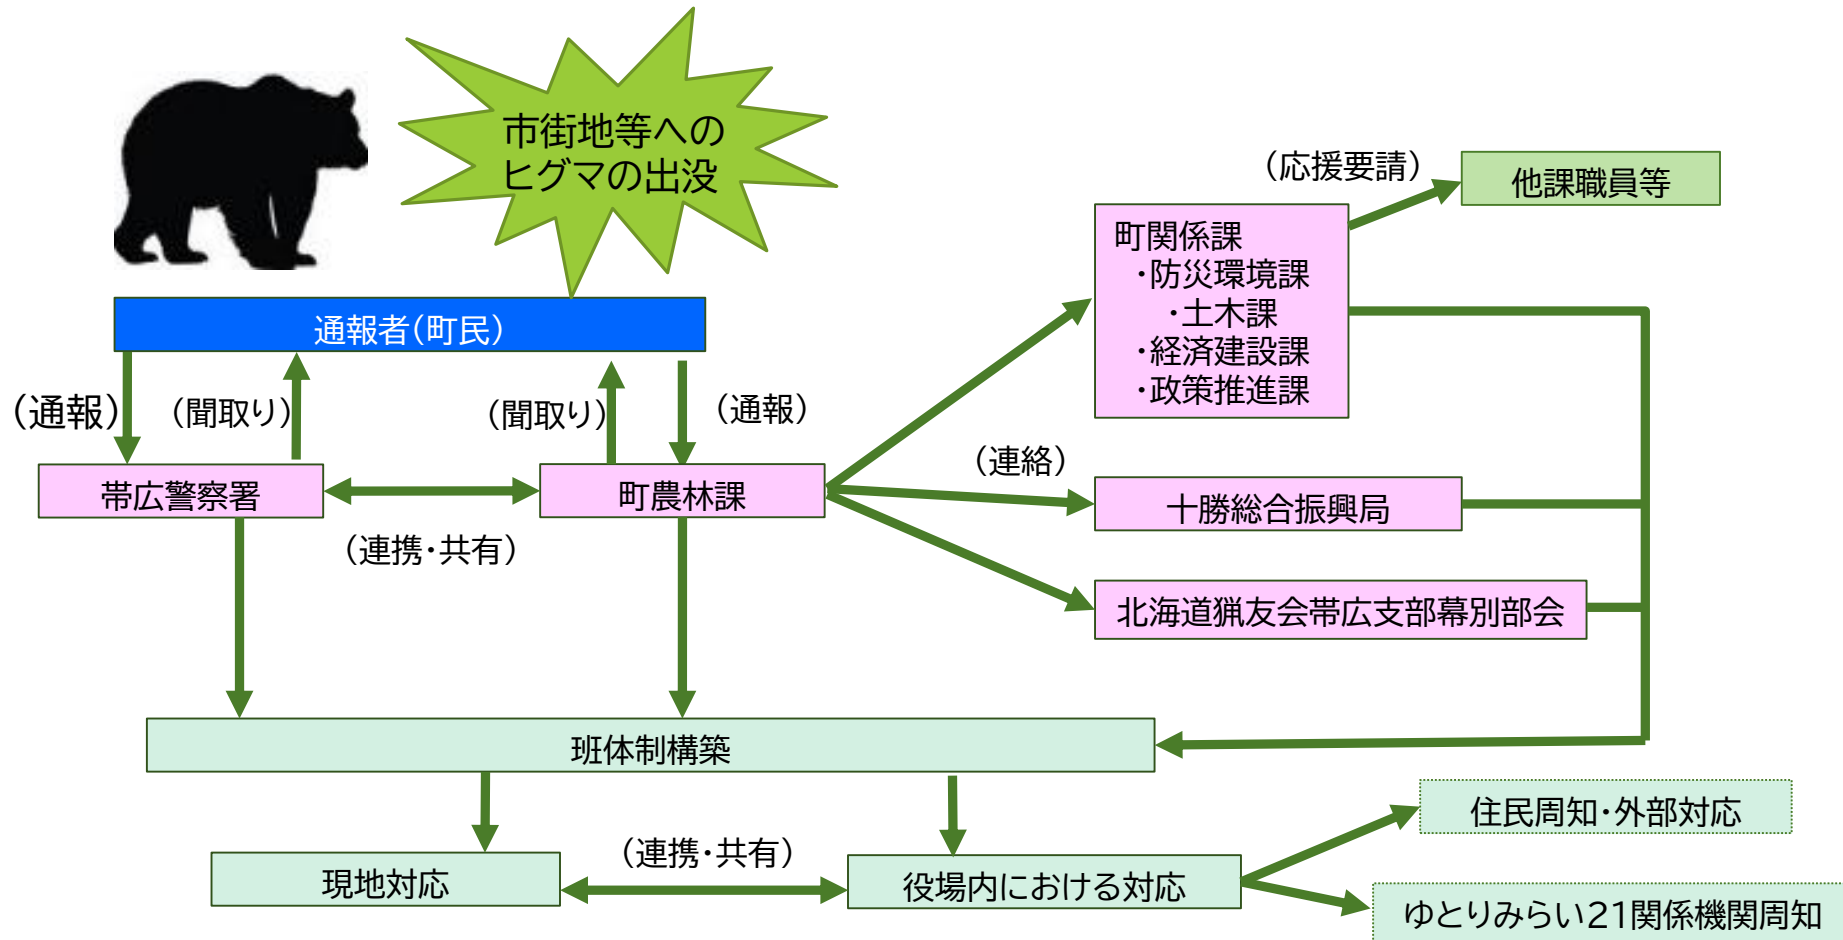 市街地等への
ヒグマの出没
(応援要請)
他課職員等
町関係課
・防災環境課
・土木課
・経済建設課
・政策推進課
通報者(町民)
(通報)
(聞取り)
(聞取り)
(通報)
(連絡)
帯広警察署
町農林課
十勝総合振興局
(連携・共有)
北海道猟友会帯広支部幕別部会
班体制構築
住民周知・外部対応
(連携・共有)
現地対応
役場内における対応
ゆとりみらい21関係機関周知